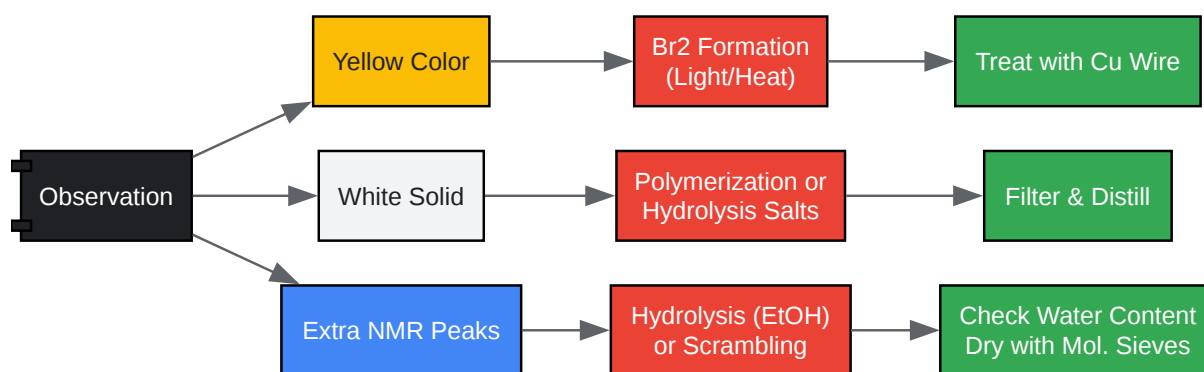 Observation
Yellow Color
Br2 Formation
(Light/Heat)
Treat with Cu Wire
White Solid
Polymerization or
Hydrolysis Salts
Filter & Distill
Extra NMR Peaks
Hydrolysis (EtOH)
or Scrambling
Check Water Content
Dry with Mol. Sieves